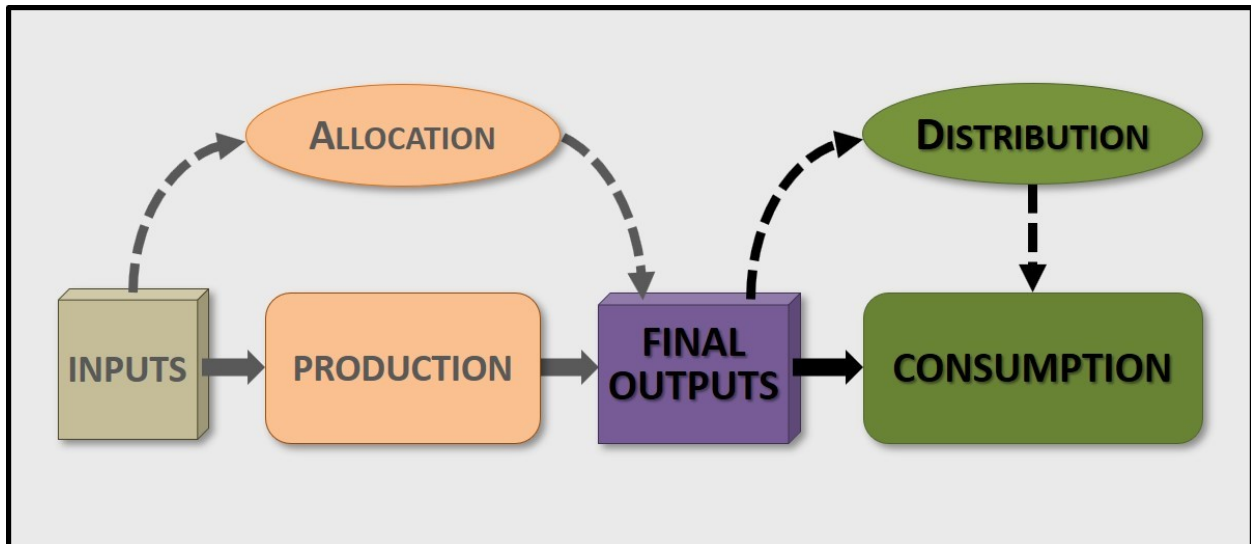 ALLOCATION
DISTRIBUTION
INPUTS
PRODUCTION
FINAL
OUTPUTS
CONSUMPTION